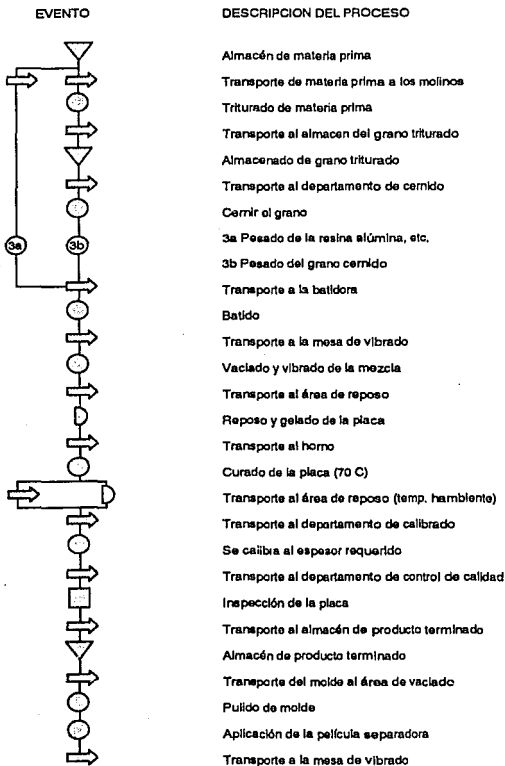 EVENTO DESCRIPCION DEL PROCESO
Almacén de materia prima
Transporte de materia prima a los molinos
Triturado de materia prima
Transporte al almacen del grano triturado
Almacenado de grano triturado
Transporte al departamento de cernido
Cernir el grano
3a 3b 3a Pesado de la resina alúmina, etc.
3b Pesado del grano cernido
Transporte a la batidora
Batido
Transporte a la mesa de vibrado
Vaciado y vibrado de la mezcla
Transporte al área de reposo
Reposo y gelado de la placa
Transporte al horno
Curado de la placa (70 C)
Transporte al área de reposo (temp. hambiente)
Transporte al departamento de calibrado
Se calibra al espesor requerido
Transporte al departamento de control de calidad
Inspección de la placa
Transporte al almacén de producto terminado
Almacén de producto terminado
Transporte del molde al área de vaciado
Pulido de molde
Aplicación de la película separadora
Transporte a la mesa de vibrado